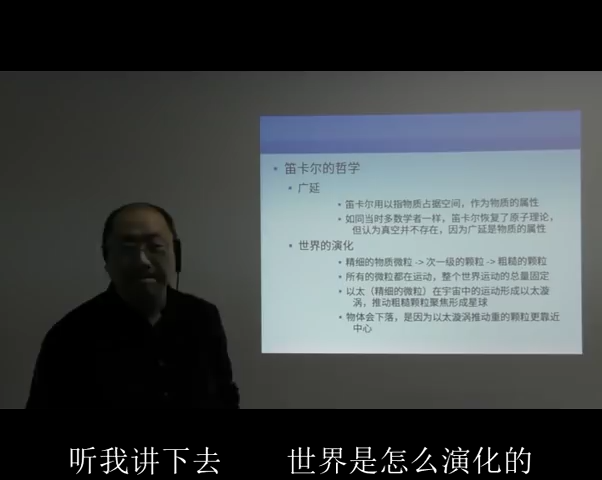 • 笛卡尔的哲学
• 广延
• 笛卡尔用以指物质占据空间，作为物质的属性
• 如同当时多数学者一样，笛卡尔恢复了原子理论，
但认为真空并不存在，因为广延是物质的属性
• 世界的演化
• 精细的物质微粒 -> 次一级的颗粒 -> 粗糙的颗粒
• 所有的微粒都在运动，整个世界运动的总量固定
• 以太（精细的微粒）在宇宙中的运动形成以太漩
涡，推动粗糙颗粒聚焦形成星球
• 物体会下落，是因为以太漩涡推动重的颗粒更靠近
中心
听我讲下去 世界是怎么演化的